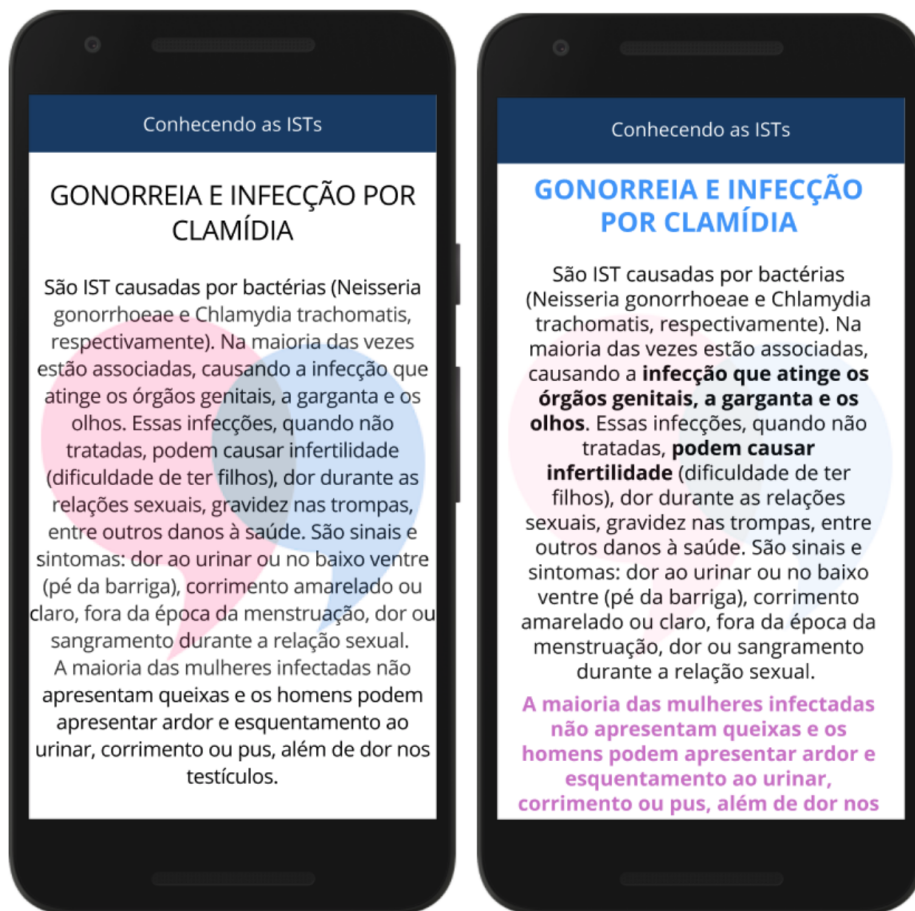 Conhecendo as ISTs
GONORREIA E INFECÇÃO POR
CLAMÍDIA
São IST causadas por bactérias (Neisseria
gonorrhoeae e Chlamydia trachomatis,
respectivamente). Na maioria das vezes
estão associadas, causando a infecção que
atinge os órgãos genitais, a garganta e os
olhos. Essas infecções, quando não
tratadas, podem causar infertilidade
(dificuldade de ter filhos), dor durante as
relações sexuais, gravidez nas trompas,
entre outros danos à saúde. São sinais e
sintomas: dor ao urinar ou no baixo ventre
(pé da barriga), corrimento amarelado ou
claro, fora da época da menstruação, dor ou
sangramento durante a relação sexual.
A maioria das mulheres infectadas não
apresentam queixas e os homens podem
apresentar ardor e esquentamento ao
urinar, corrimento ou pus, além de dor nos
testículos.
Conhecendo as ISTs
GONORREIA E INFECÇÃO
POR CLAMÍDIA
São IST causadas por bactérias
(Neisseria gonorrhoeae e Chlamydia
trachomatis, respectivamente). Na
maioria das vezes estão associadas,
causando a infecção que atinge os
órgãos genitais, a garganta e os
olhos. Essas infecções, quando não
tratadas, podem causar
infertilidade (dificuldade de ter
filhos), dor durante as relações
sexuais, gravidez nas trompas, entre
outros danos à saúde. São sinais e
sintomas: dor ao urinar ou no baixo
ventre (pé da barriga), corrimento
amarelado ou claro, fora da época da
menstruação, dor ou sangramento
durante a relação sexual.
A maioria das mulheres infectadas
não apresentam queixas e os
homens podem apresentar ardor e
esquentamento ao urinar,
corrimento ou pus, além de dor nos